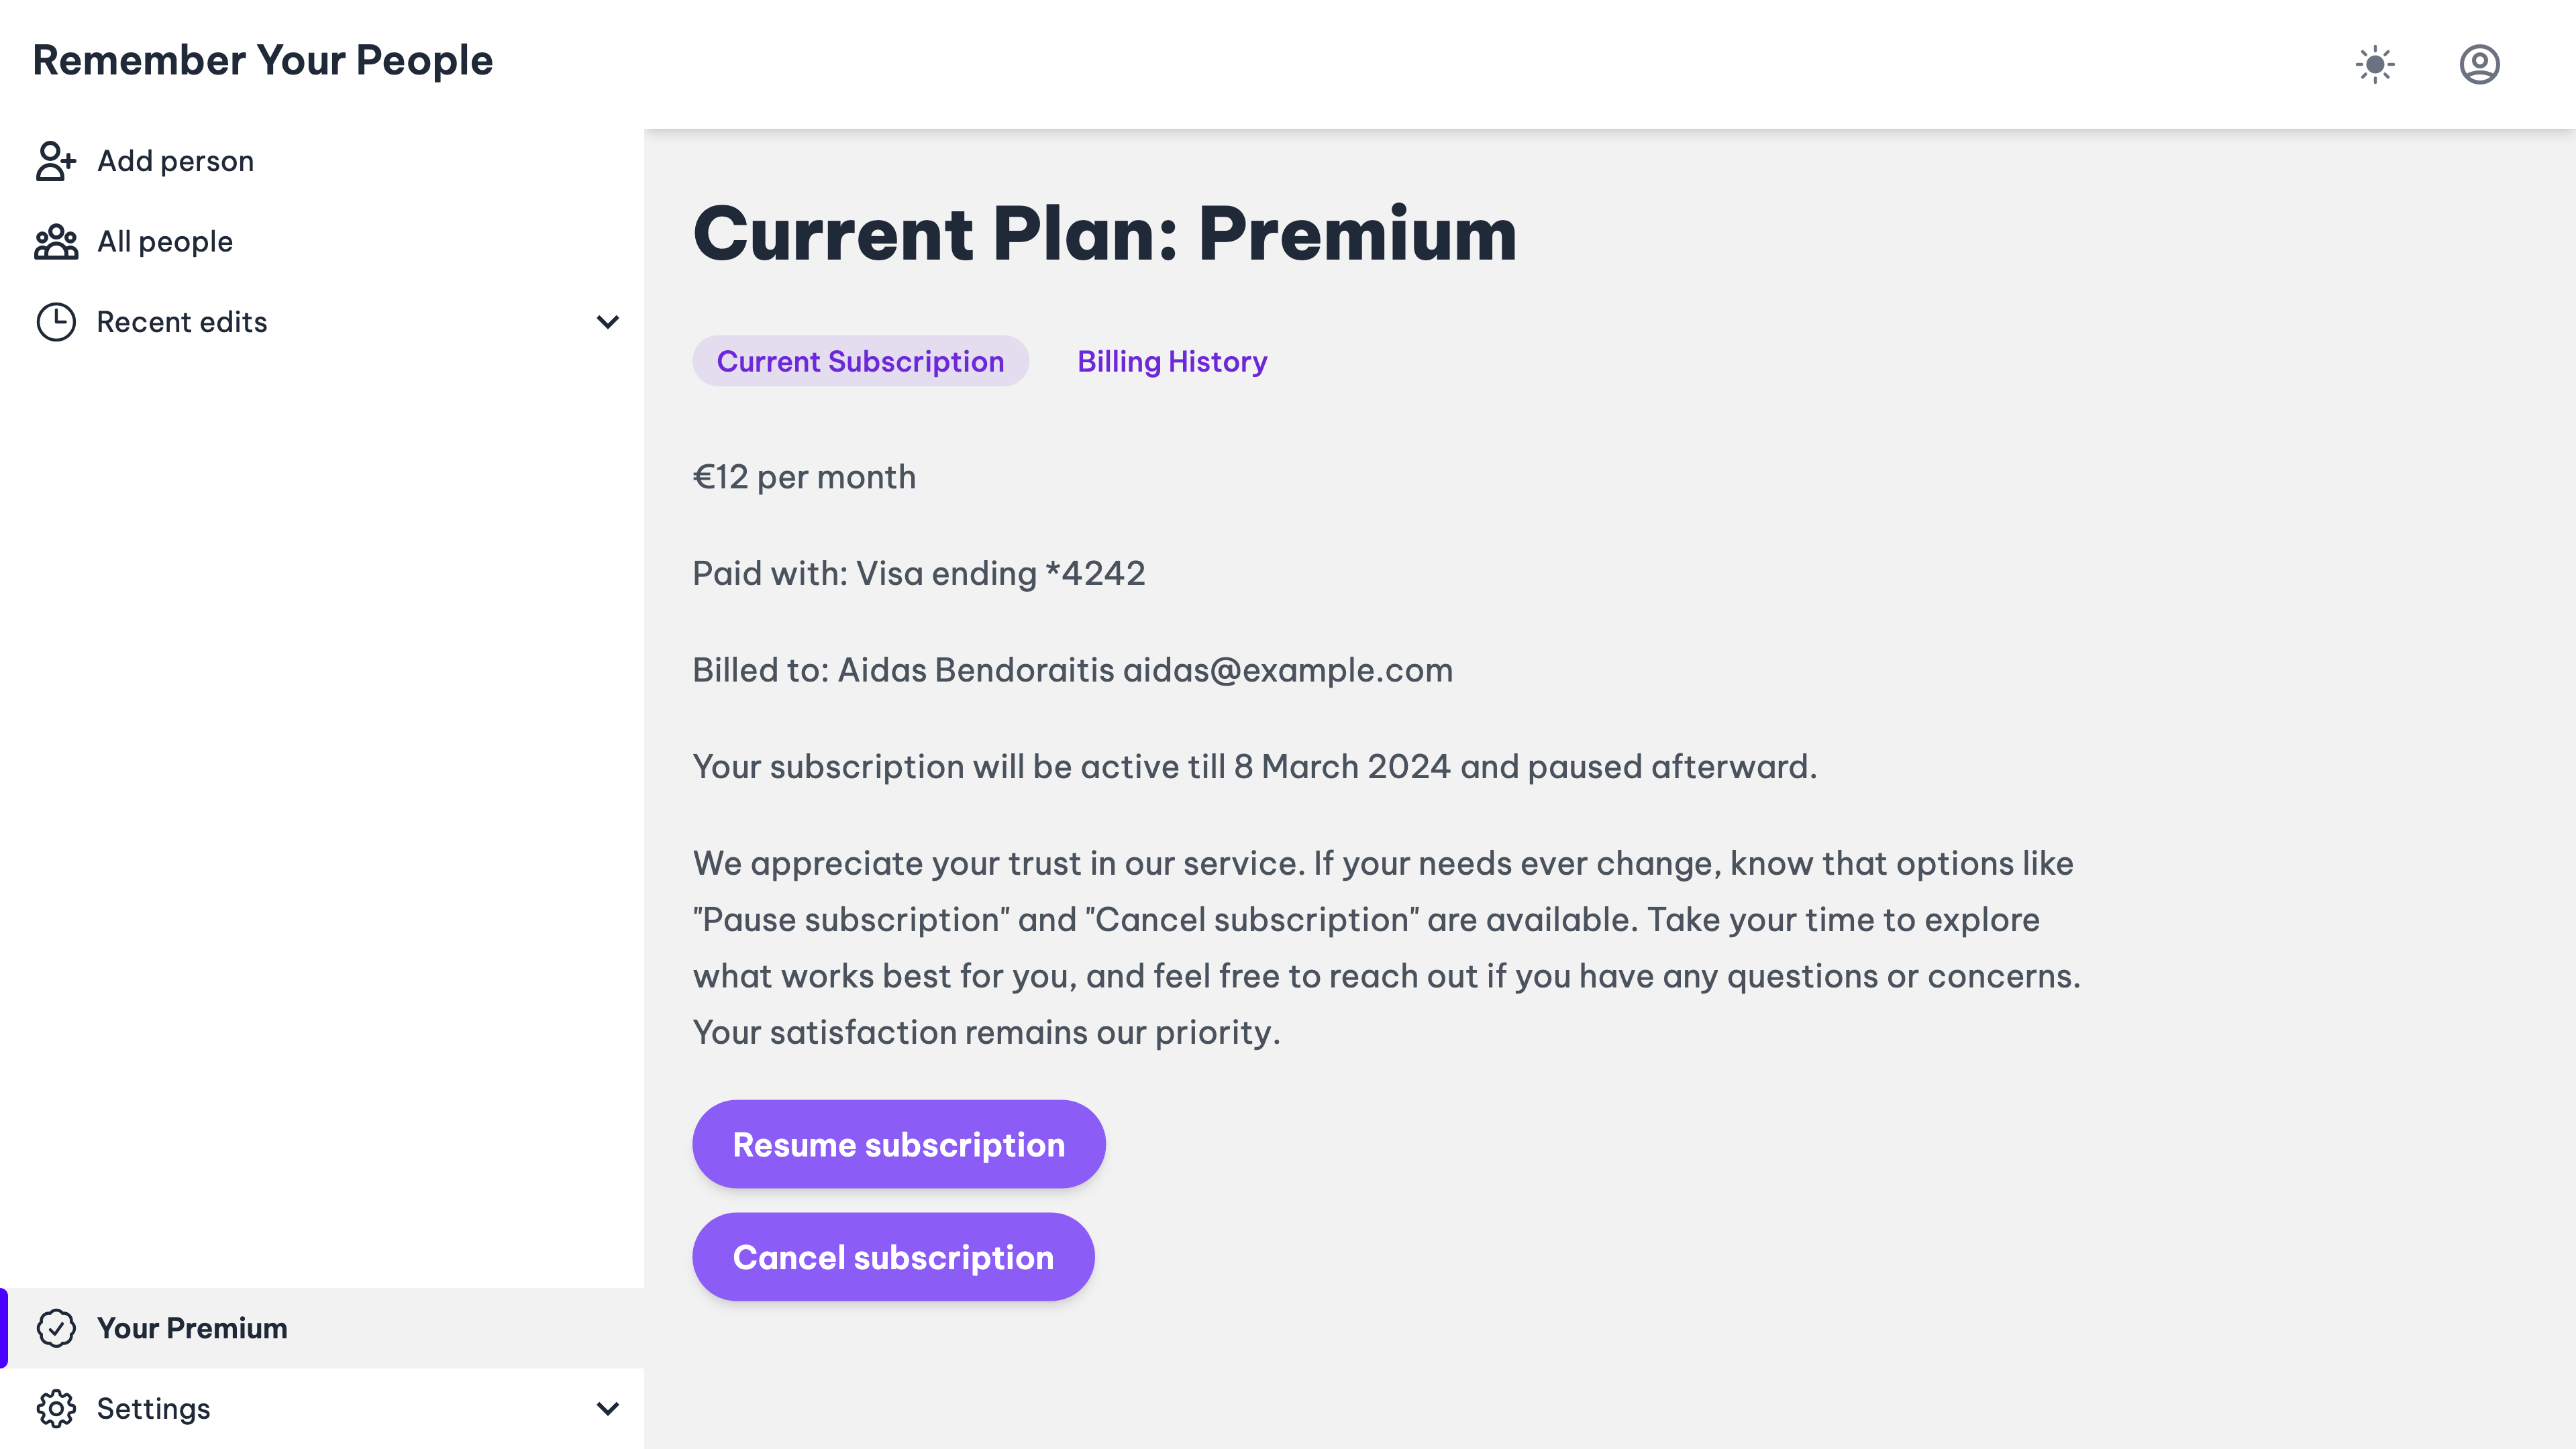 Remember Your People
Add person
All people
Recent edits
Your Premium
Settings
Current Plan: Premium
Current Subscription
Billing History
€12 per month
Paid with: Visa ending *4242
Billed to: Aidas Bendoraitis aidas@example.com
Your subscription will be active till 8 March 2024 and paused afterward.
We appreciate your trust in our service. If your needs ever change, know that options like
"Pause subscription" and "Cancel subscription" are available. Take your time to explore
what works best for you, and feel free to reach out if you have any questions or concerns.
Your satisfaction remains our priority.
Resume subscription
Cancel subscription